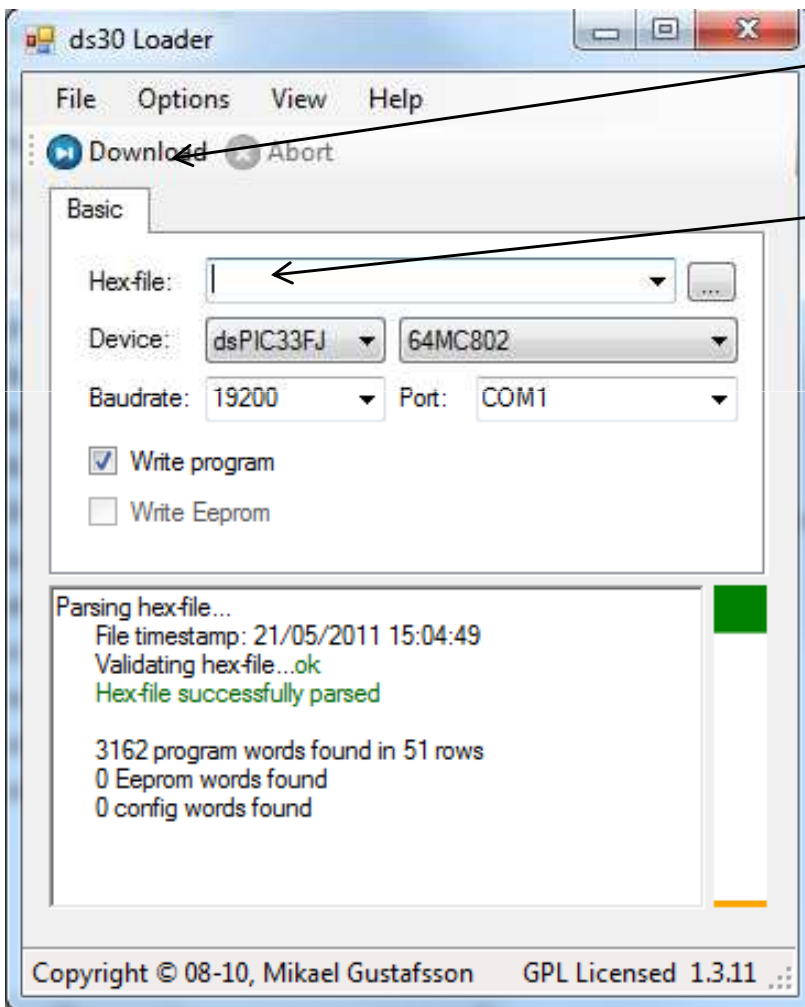 ds30 Loader
File Options View Help
Download Abort
Basic
Hex-file: ...
Device: dsPIC33FJ 64MC802
Baudrate: 19200 Port: COM1
Write program
Write Eeprom
Parsing hex-file...
File timestamp: 21/05/2011 15:04:49
Validating hex-file...ok
Hex-file successfully parsed
3162 program words found in 51 rows
0 Eeprom words found
0 config words found
Copyright © 08-10, Mikael Gustafsson GPL Licensed 1.3.11